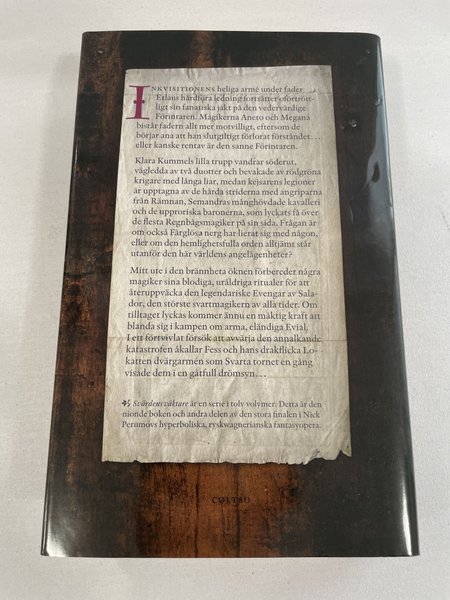 INKVISITIONENS heliga armé under fader
Etlaus hårdföra ledning fortsätter oförtrött-
ligt sin fanatiska jakt på den vedervärdige
Förintaren. Magikerna Aneto och Megana
bistår fadern allt mer motvilligt, eftersom de
börjar ana att han slutgiltigt förlorat förståndet …
eller kanske rentav är den sanne Förintaren.
Klara Kummels lilla trupp vandrar söderut,
vägledda av två duotter och bevakade av rödgröna
krigare med långa liar, medan kejsarens legioner
är upptagna av de hårda striderna med angriparna
från Rämnan, Semandras månghövdade kavalleri
och de upproriska baronerna, som lyckats få över
de flesta Regnbågsmagiker på sin sida. Frågan är
om också Färglösa nerg har lierat sig med någon,
eller om den hemlighetsfulla orden alltjämt står
utanför den här världens angelägenheter?
Mitt ute i den brännheta öknen förbereder några
magiker sina blodiga, uråldriga ritualer för att
återuppväcka den legendariske Evengar av Sala-
dor, den störste svartmagikern av alla tider. Om
tilltaget lyckas kommer ännu en mäktig kraft att
blanda sig i kampen om arma, eländiga Evial.
I ett förtvivlat försök att avvärja den annalkande
katastrofen åkallar Fess och hans drakflicka Lo-
katten dvärgarmén som Svarta tornet en gång
visade dem i en gåtfull drömsyn…
Svärdens väktare är en serie i tolv volymer. Detta är den
nionde boken och andra delen av den stora finalen i Nick
Perumovs hyperboliska, ryskwagnerianska fantasyopera.
COLTSO